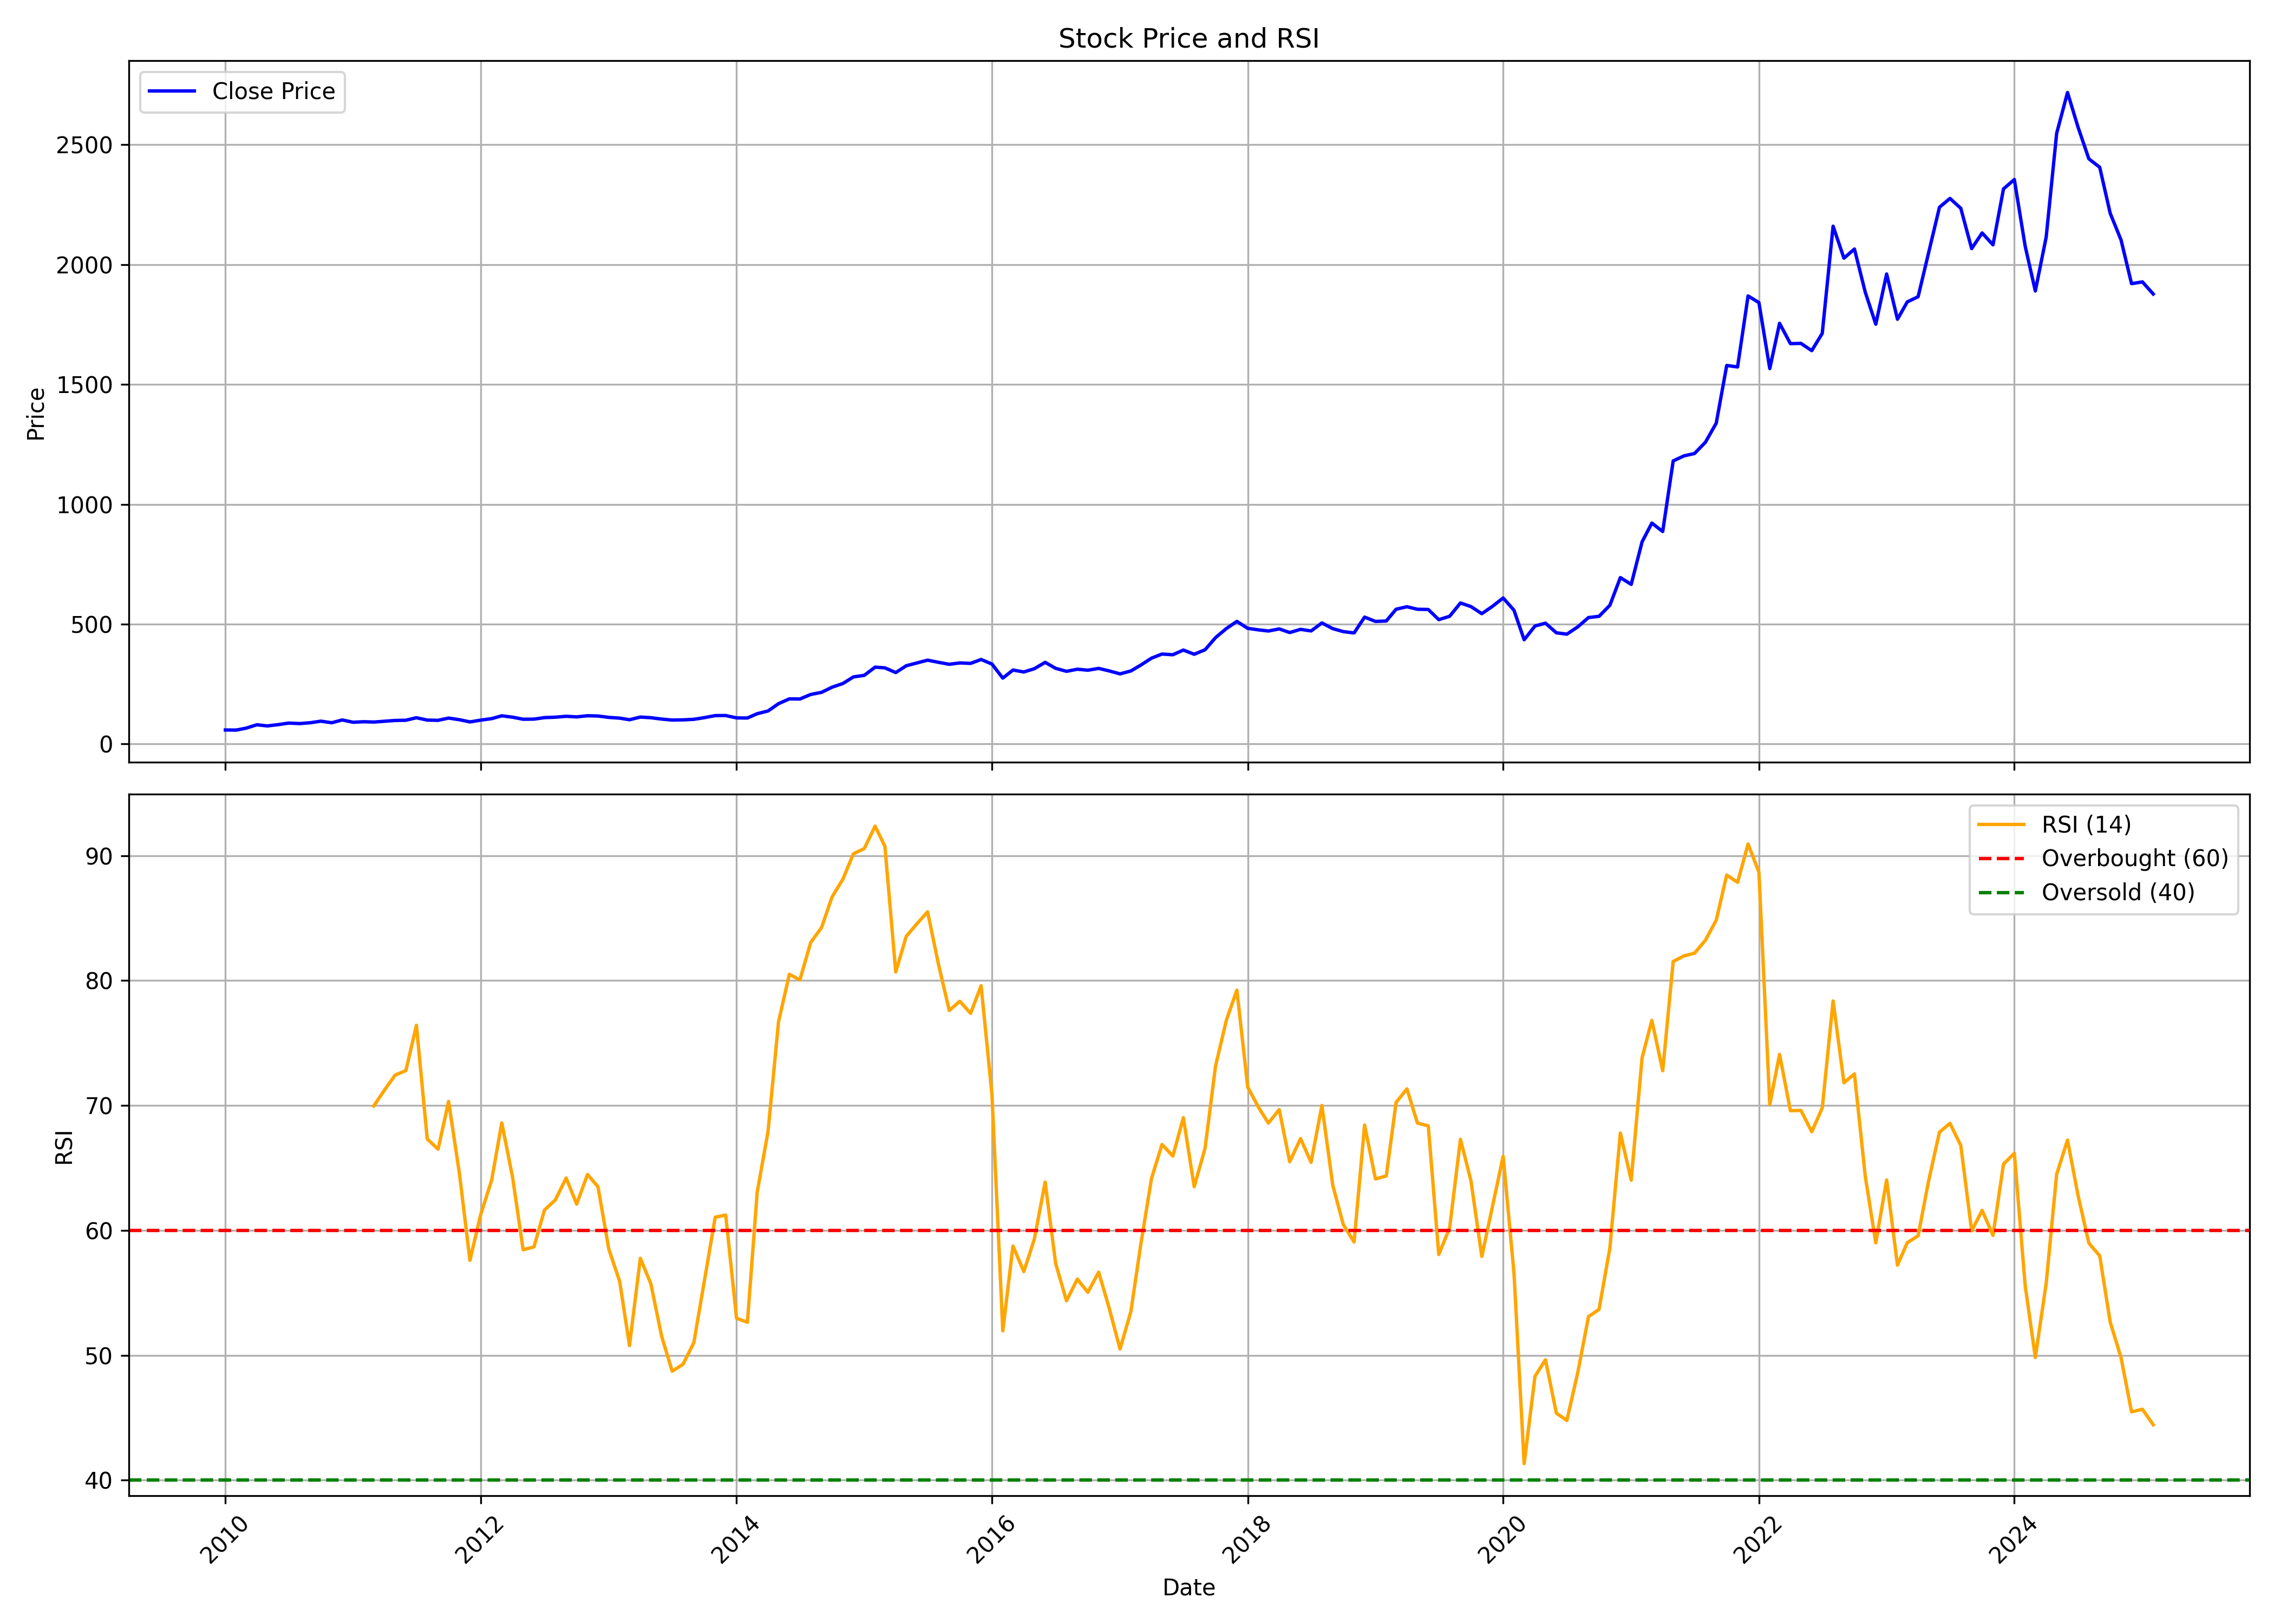 Stock Price and RSI
Close Price
2500
2000
1500
1000
500
0
Price
RSI (14)
Overbought (60)
Oversold (40)
90
80
70
60
50
40
RSI
2010
2012
2014
2016
2018
2020
2022
2024
Date